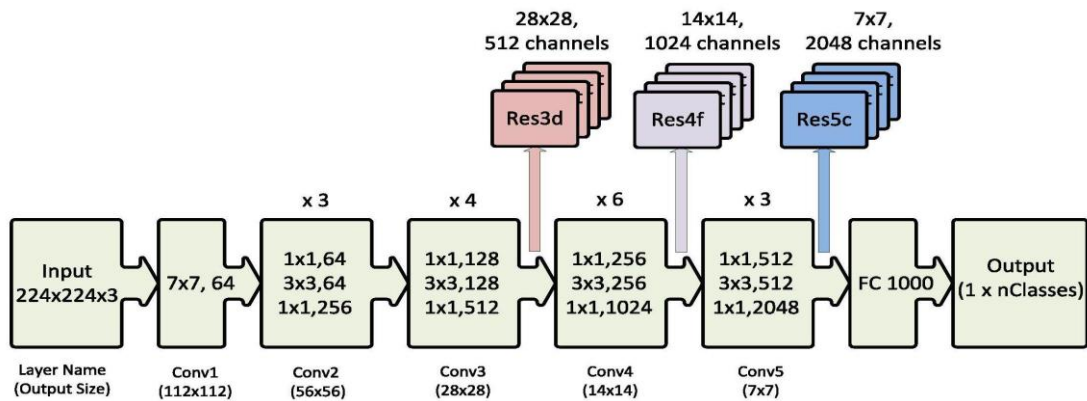 28x28,
512 channels
14x14,
1024 channels
7x7,
2048 channels
Res3d
Res4f
Res5c
x 3
x 4
x 6
x 3
Input
224x224x3
7x7, 64
1x1,64
3x3,64
1x1,256
1x1,128
3x3,128
1x1,512
1x1,256
3x3,256
1x1,1024
1x1,512
3x3,512
1x1,2048
FC 1000
Output
(1 x nClasses)
Layer Name
(Output Size)
Conv1
(112x112)
Conv2
(56x56)
Conv3
(28x28)
Conv4
(14x14)
Conv5
(7x7)